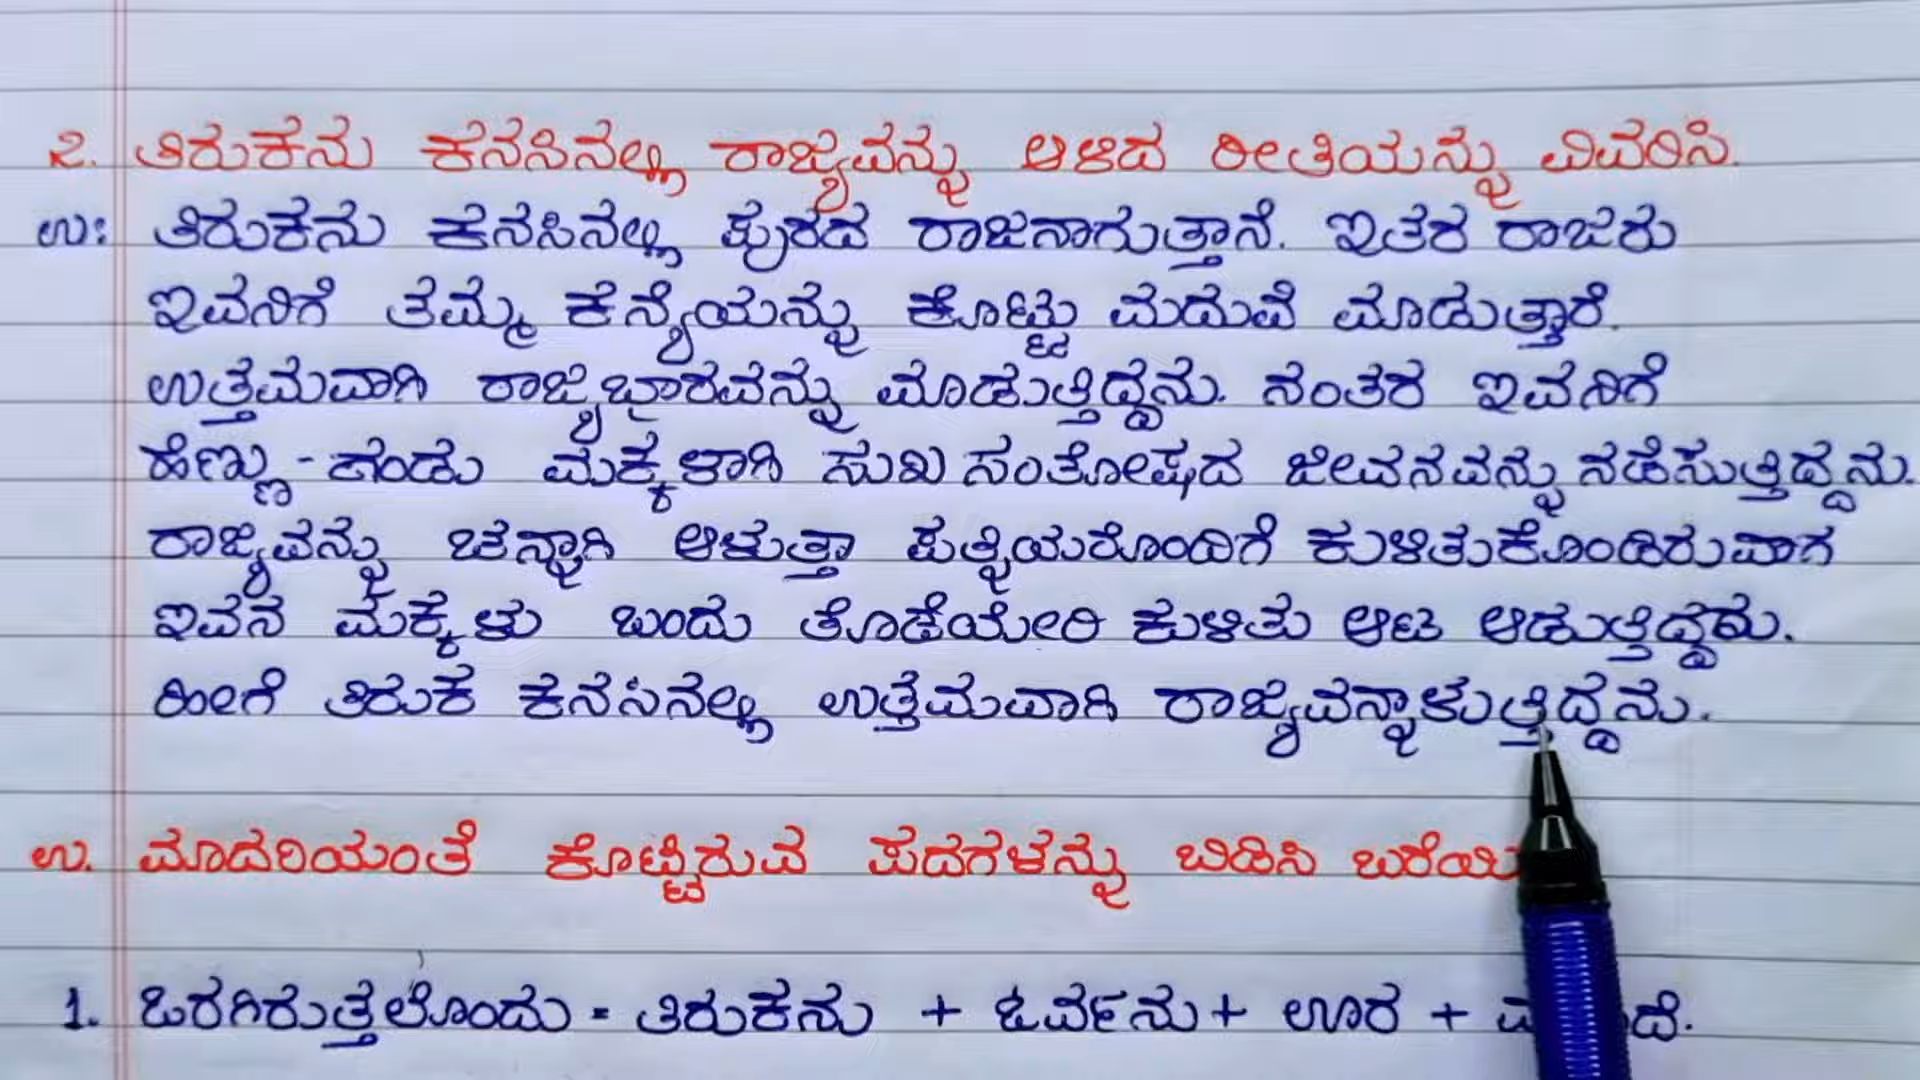 ೨. ತಿರುಕನು ಕನಸಿನಲ್ಲಿ ರಾಜ್ಯವನ್ನು ಆಳಿದ ರೀತಿಯನ್ನು ವಿವರಿಸಿ.
ಉ: ತಿರುಕನು ಕನಸಿನಲ್ಲಿ ಪುರದ ರಾಜನಾಗುತ್ತಾನೆ. ಇತರ ರಾಜರು
ಇವನಿಗೆ ತಮ್ಮ ಕನ್ಯೆಯನ್ನು ಕೊಟ್ಟು ಮದುವೆ ಮಾಡುತ್ತಾರೆ.
ಉತ್ತಮವಾಗಿ ರಾಜ್ಯಭಾರವನ್ನು ಮಾಡುತ್ತಿದ್ದನು. ನಂತರ ಇವನಿಗೆ
ಹೆಣ್ಣು - ಗಂಡು ಮಕ್ಕಳಾಗಿ ಸುಖ ಸಂತೋಷದ ಜೀವನವನ್ನು ನಡೆಸುತ್ತಿದ್ದನು.
ರಾಜ್ಯವನ್ನು ಚೆನ್ನಾಗಿ ಆಳುತ್ತಾ ಪತ್ನಿಯರೊಂದಿಗೆ ಕುಳಿತುಕೊಂಡಿರುವಾಗ
ಇವನ ಮಕ್ಕಳು ಬಂದು ತೊಡೆಯೇರಿ ಕುಳಿತು ಆಟ ಆಡುತ್ತಿದ್ದರು.
ಹೀಗೆ ತಿರುಕ ಕನಸಿನಲ್ಲಿ ಉತ್ತಮವಾಗಿ ರಾಜ್ಯವನ್ನಾಳುತ್ತಿದ್ದನು.
ಉ. ಮಾದರಿಯಂತೆ ಕೊಟ್ಟಿರುವ ಪದಗಳನ್ನು ಬಿಡಿಸಿ
1. ಒರಗಿರುತ್ತಲೊಂದು = ತಿರುಕನು + ಓರ್ವನು + ಊರ +